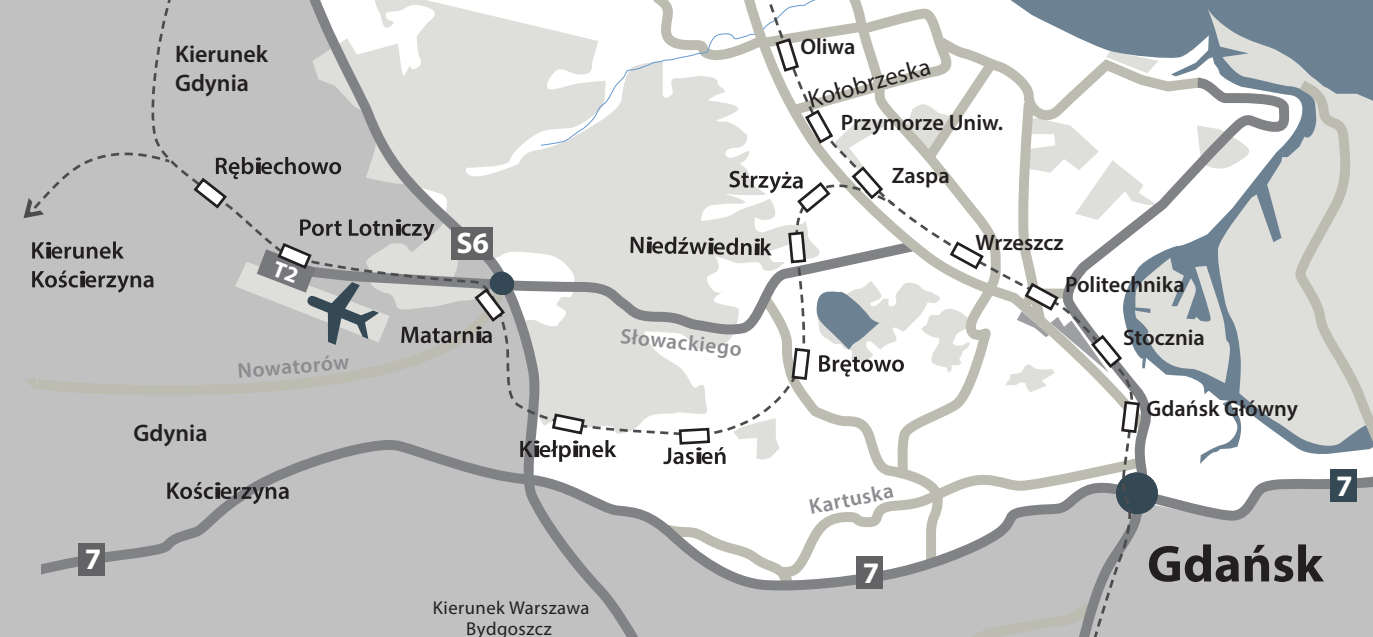 Oliwa
Kołobrzeska
Kierunek
Gdynia
Przymorze Uniw.
Rębiechowo
Strzyża
Zaspa
Port Lotniczy
S6
Niedźwiednik
Wrzeszcz
Kierunek
Kościerzyna
T2
Politechnika
Matarnia
Słowackiego
Stocznia
Nowatorów
Brętowo
Gdańsk Główny
Gdynia
Kiełpinek
Jasień
Kościerzyna
Kartuska
7
7
7
Gdańsk
Kierunek Warszawa
Bydgoszcz